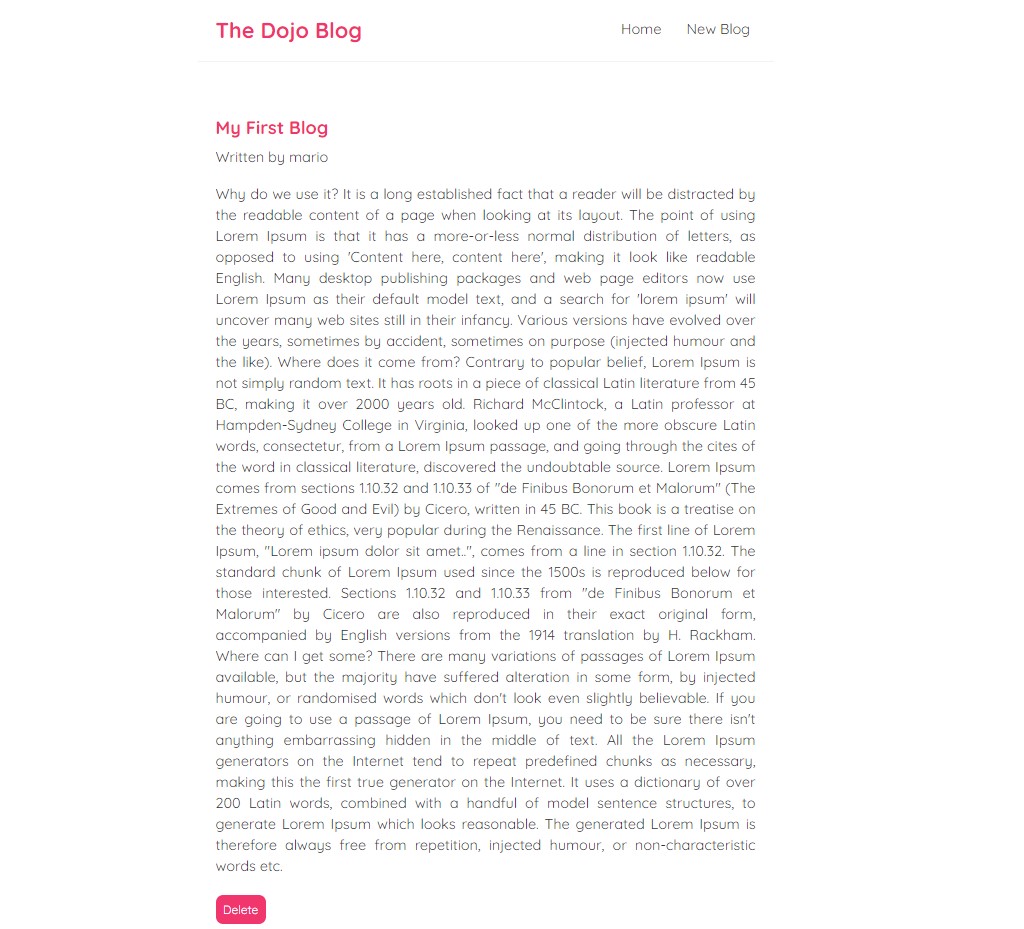 The Dojo Blog
Home New Blog
My First Blog
Written by mario
Why do we use it? It is a long established fact that a reader will be distracted by
the readable content of a page when looking at its layout. The point of using
Lorem Ipsum is that it has a more-or-less normal distribution of letters, as
opposed to using 'Content here, content here', making it look like readable
English. Many desktop publishing packages and web page editors now use
Lorem Ipsum as their default model text, and a search for 'lorem ipsum' will
uncover many web sites still in their infancy. Various versions have evolved over
the years, sometimes by accident, sometimes on purpose (injected humour and
the like). Where does it come from? Contrary to popular belief, Lorem Ipsum is
not simply random text. It has roots in a piece of classical Latin literature from 45
BC, making it over 2000 years old. Richard McClintock, a Latin professor at
Hampden-Sydney College in Virginia, looked up one of the more obscure Latin
words, consectetur, from a Lorem Ipsum passage, and going through the cites of
the word in classical literature, discovered the undoubtable source. Lorem Ipsum
comes from sections 1.10.32 and 1.10.33 of "de Finibus Bonorum et Malorum" (The
Extremes of Good and Evil) by Cicero, written in 45 BC. This book is a treatise on
the theory of ethics, very popular during the Renaissance. The first line of Lorem
Ipsum, "Lorem ipsum dolor sit amet..", comes from a line in section 1.10.32. The
standard chunk of Lorem Ipsum used since the 1500s is reproduced below for
those interested. Sections 1.10.32 and 1.10.33 from "de Finibus Bonorum et
Malorum" by Cicero are also reproduced in their exact original form,
accompanied by English versions from the 1914 translation by H. Rackham.
Where can I get some? There are many variations of passages of Lorem Ipsum
available, but the majority have suffered alteration in some form, by injected
humour, or randomised words which don't look even slightly believable. If you
are going to use a passage of Lorem Ipsum, you need to be sure there isn't
anything embarrassing hidden in the middle of text. All the Lorem Ipsum
generators on the Internet tend to repeat predefined chunks as necessary,
making this the first true generator on the Internet. It uses a dictionary of over
200 Latin words, combined with a handful of model sentence structures, to
generate Lorem Ipsum which looks reasonable. The generated Lorem Ipsum is
therefore always free from repetition, injected humour, or non-characteristic
words etc.
Delete